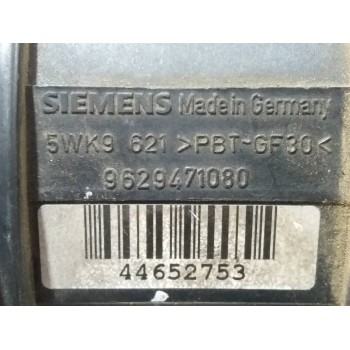 SIEMENS Made in Germany
5WK9 621 >PBT-GF30<
9629471080
44652753